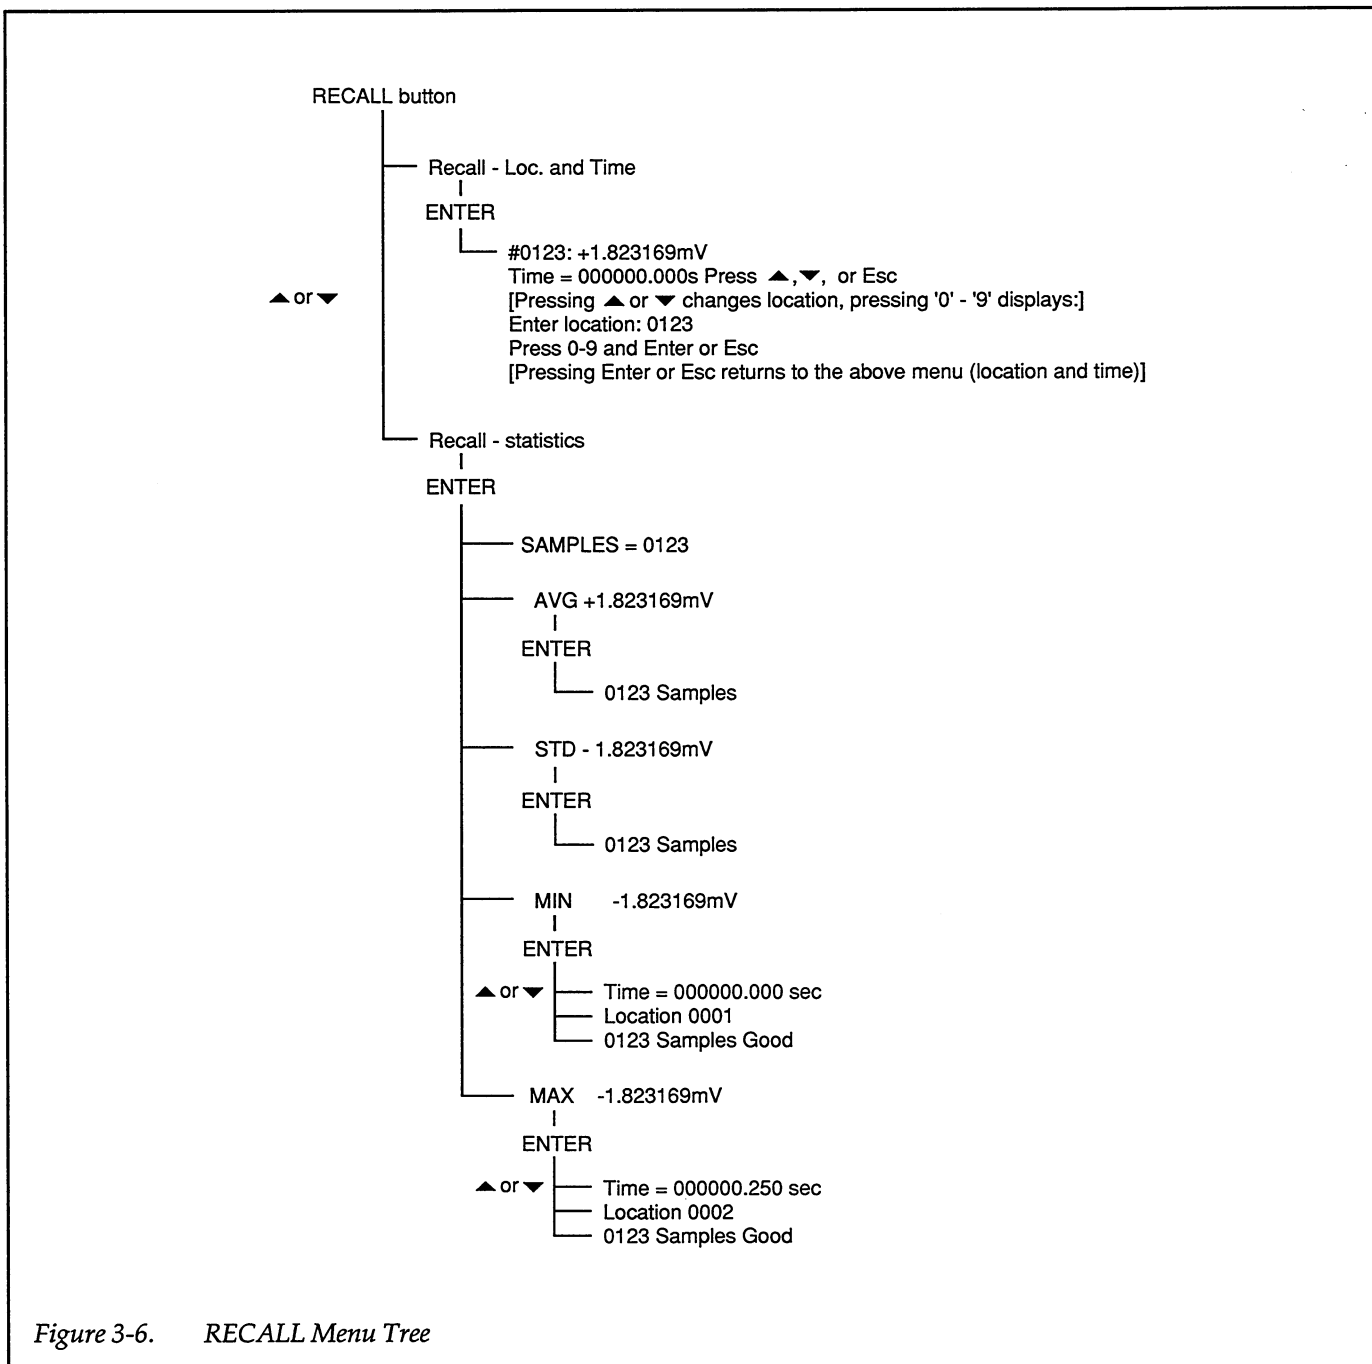 RECALL button
Recall - Loc. and Time
ENTER
#0123: +1.823169mV
Time = 000000.000s Press ▲,▼, or Esc
▲ or ▼
[Pressing ▲ or ▼ changes location, pressing '0' - '9' displays:]
Enter location: 0123
Press 0-9 and Enter or Esc
[Pressing Enter or Esc returns to the above menu (location and time)]
Recall - statistics
ENTER
SAMPLES = 0123
AVG +1.823169mV
ENTER
0123 Samples
STD - 1.823169mV
ENTER
0123 Samples
MIN -1.823169mV
ENTER
▲ or ▼ Time = 000000.000 sec
Location 0001
0123 Samples Good
MAX -1.823169mV
ENTER
▲ or ▼ Time = 000000.250 sec
Location 0002
0123 Samples Good
Figure 3-6. RECALL Menu Tree